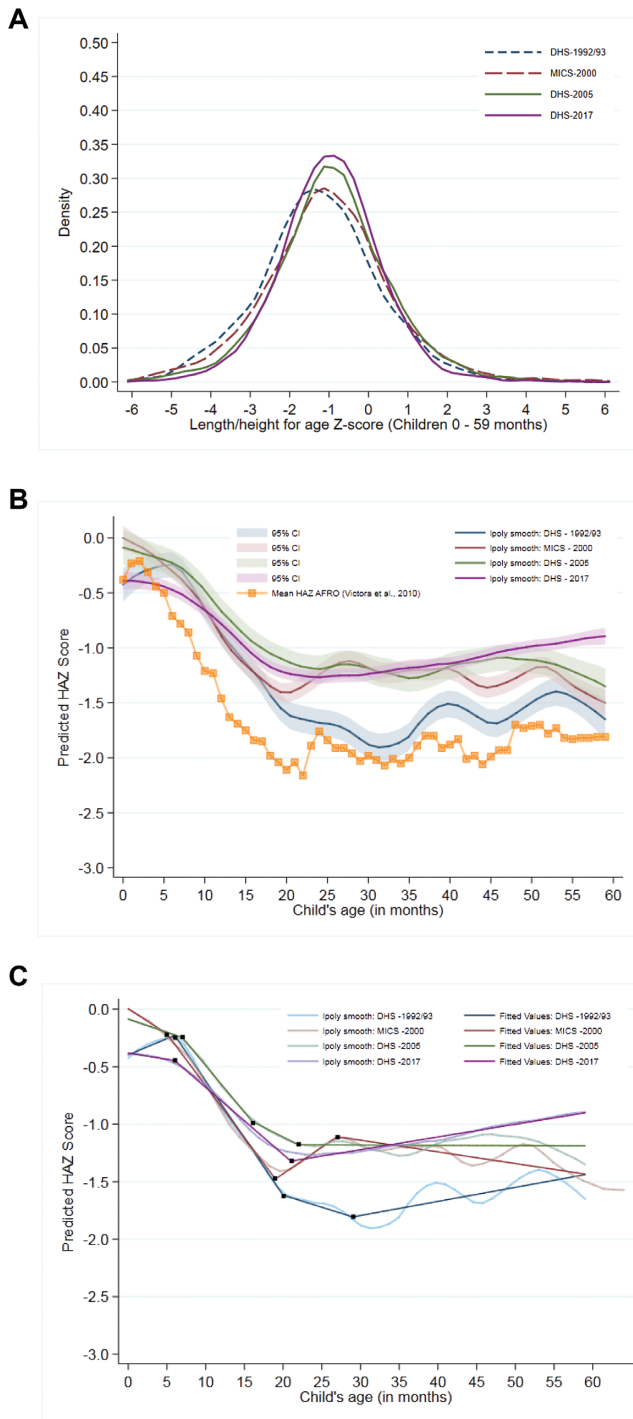 A
0.50
0.45
0.40
0.35
0.30
0.25
0.20
0.15
0.10
0.05
0.00
Density
DHS-1992/93
MICS-2000
DHS-2005
DHS-2017
-6 -5 -4 -3 -2 -1 0 1 2 3 4 5 6
Length/height for age Z-score (Children 0 - 59 months)
B
0.0
-0.5
-1.0
-1.5
-2.0
-2.5
-3.0
Predicted HAZ Score
95% CI
95% CI
95% CI
95% CI
Mean HAZ AFRO (Victora et al., 2010)
lpoly smooth: DHS - 1992/93
lpoly smooth: MICS - 2000
lpoly smooth: DHS - 2005
lpoly smooth: DHS - 2017
0 5 10 15 20 25 30 35 40 45 50 55 60
Child's age (in months)
C
0.0
-0.5
-1.0
-1.5
-2.0
-2.5
-3.0
Predicted HAZ Score
lpoly smooth: DHS -1992/93
lpoly smooth: MICS -2000
lpoly smooth: DHS -2005
lpoly smooth: DHS -2017
Fitted Values: DHS -1992/93
Fitted Values: MICS -2000
Fitted Values: DHS -2005
Fitted Values: DHS -2017
0 5 10 15 20 25 30 35 40 45 50 55 60
Child's age (in months)